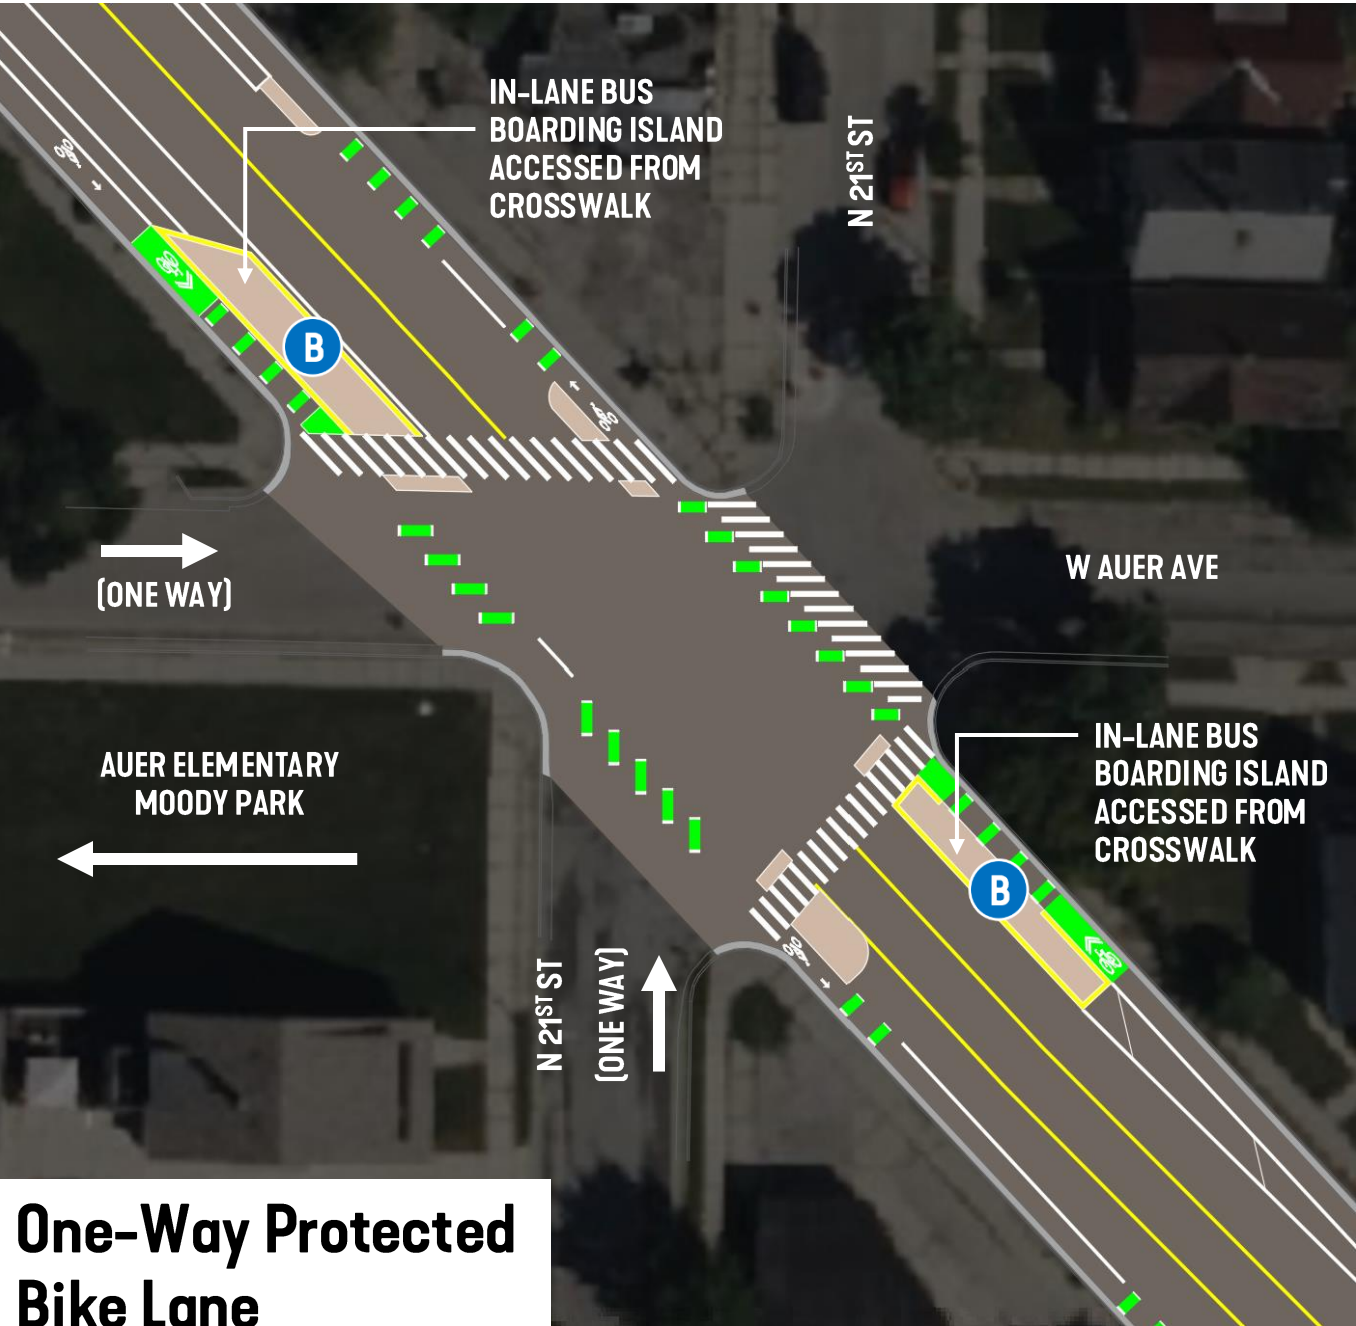 IN-LANE BUS
BOARDING ISLAND
ACCESSED FROM
CROSSWALK
N 21ST ST
B
W AUER AVE
(ONE WAY)
IN-LANE BUS
BOARDING ISLAND
ACCESSED FROM
CROSSWALK
AUER ELEMENTARY
MOODY PARK
B
N 21ST ST
(ONE WAY)
One-Way Protected
Bike Lane